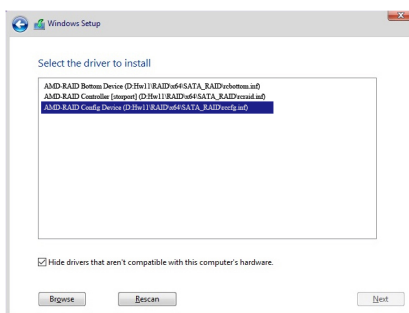 Windows Setup
Select the driver to install
AMD-RAID Bottom Device (D:Hw11\RAID\x64\SATA_RAID\rcbottom.inf)
AMD-RAID Controller [storport] (D:Hw11\RAID\x64\SATA_RAID\rcraid.inf)
AMD-RAID Config Device (D:Hw11\RAID\x64\SATA_RAID\rccfg.inf)
Hide drivers that aren't compatible with this computer's hardware.
Browse
Rescan
Next